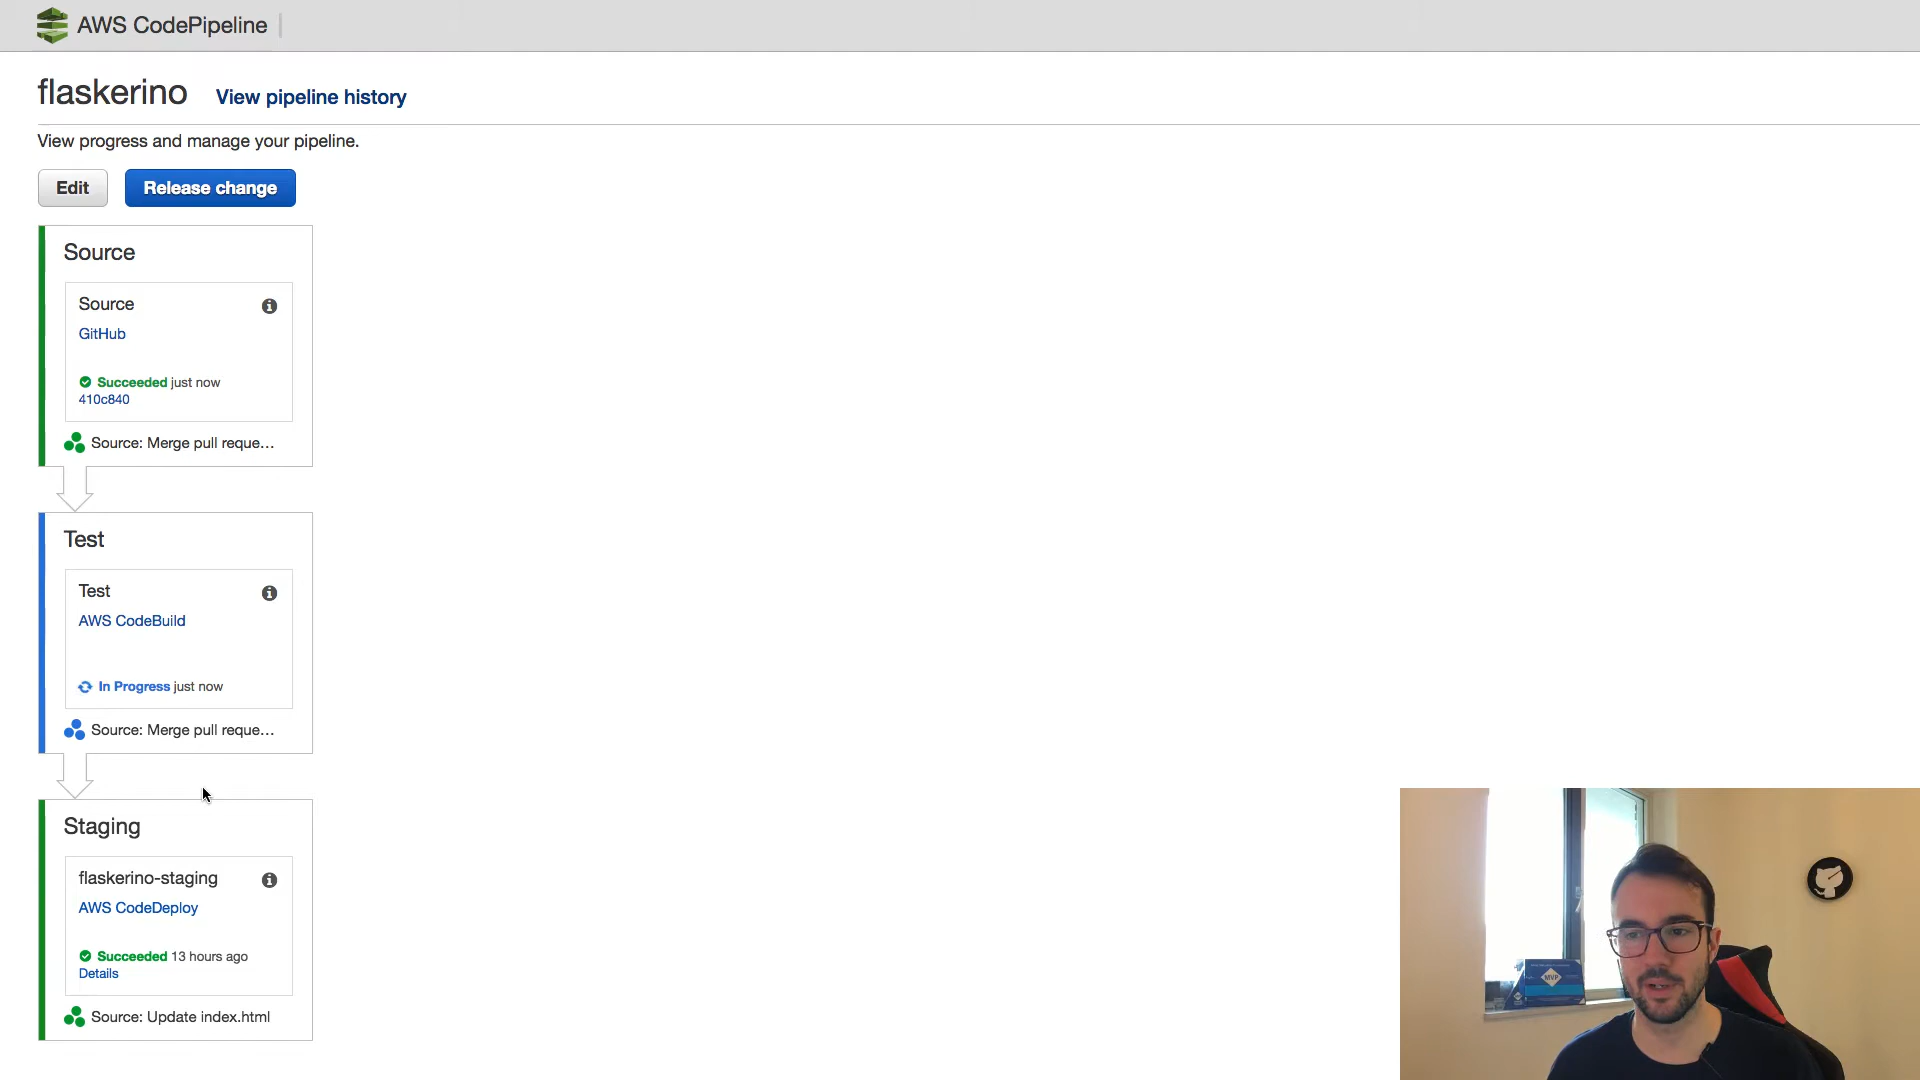 AWS CodePipeline
flaskerino View pipeline history
View progress and manage your pipeline.
Edit Release change
Source
Source
GitHub
Succeeded just now
410c840
Source: Merge pull reque...
Test
Test
AWS CodeBuild
In Progress just now
Source: Merge pull reque...
Staging
flaskerino-staging
AWS CodeDeploy
Succeeded 13 hours ago
Details
Source: Update index.html
MVP